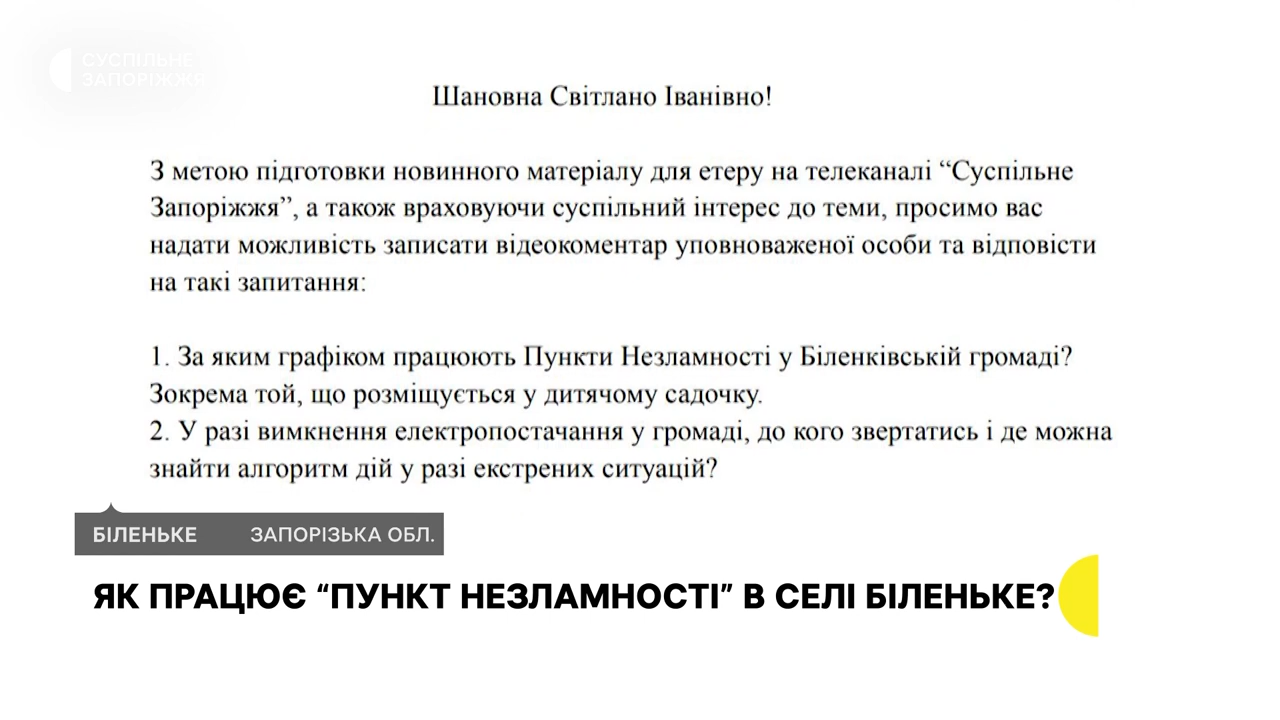 СУСПІЛЬНЕ
ЗАПОРІЖЖЯ
Шановна Світлано Іванівно!
З метою підготовки новинного матеріалу для етеру на телеканалі “Суспільне
Запоріжжя”, а також враховуючи суспільний інтерес до теми, просимо вас
надати можливість записати відеокоментар уповноваженої особи та відповісти
на такі запитання:
1. За яким графіком працюють Пункти Незламності у Біленківській громаді?
Зокрема той, що розміщується у дитячому садочку.
2. У разі вимкнення електропостачання у громаді, до кого звертатись і де можна
знайти алгоритм дій у разі екстрених ситуацій?
БІЛЕНЬКЕ ЗАПОРІЗЬКА ОБЛ.
ЯК ПРАЦЮЄ “ПУНКТ НЕЗЛАМНОСТІ” В СЕЛІ БІЛЕНЬКЕ?